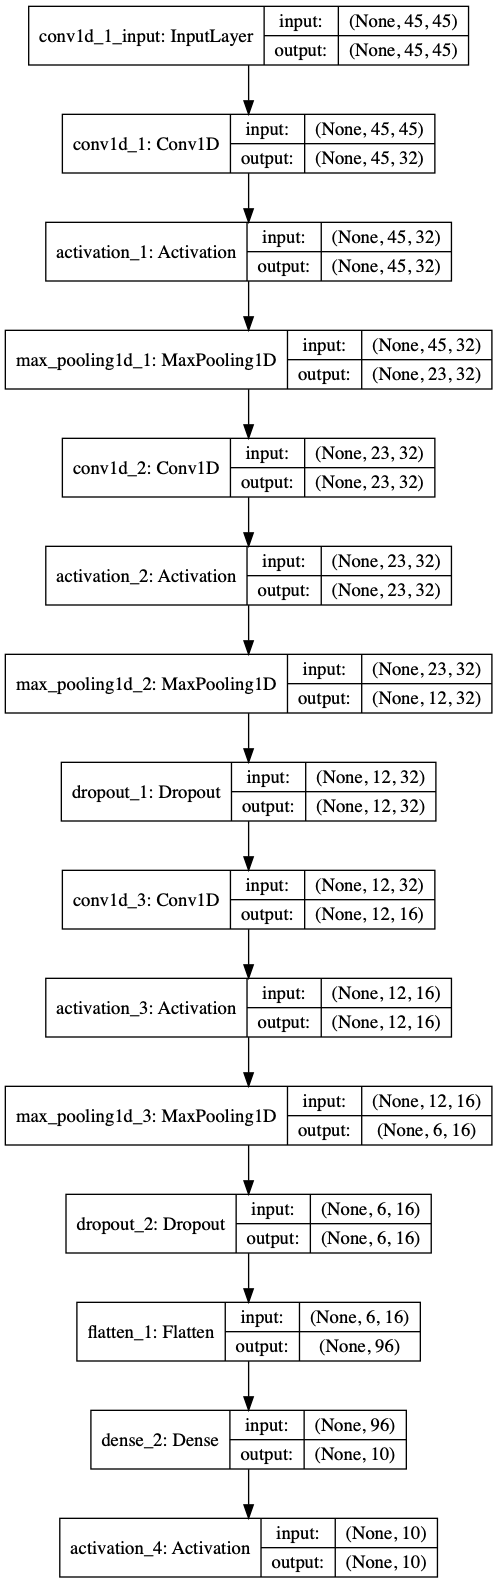 conv1d_1_input: InputLayer
input: (None, 45, 45)
output: (None, 45, 45)
conv1d_1: Conv1D
input: (None, 45, 45)
output: (None, 45, 32)
activation_1: Activation
input: (None, 45, 32)
output: (None, 45, 32)
max_pooling1d_1: MaxPooling1D
input: (None, 45, 32)
output: (None, 23, 32)
conv1d_2: Conv1D
input: (None, 23, 32)
output: (None, 23, 32)
activation_2: Activation
input: (None, 23, 32)
output: (None, 23, 32)
max_pooling1d_2: MaxPooling1D
input: (None, 23, 32)
output: (None, 12, 32)
dropout_1: Dropout
input: (None, 12, 32)
output: (None, 12, 32)
conv1d_3: Conv1D
input: (None, 12, 32)
output: (None, 12, 16)
activation_3: Activation
input: (None, 12, 16)
output: (None, 12, 16)
max_pooling1d_3: MaxPooling1D
input: (None, 12, 16)
output: (None, 6, 16)
dropout_2: Dropout
input: (None, 6, 16)
output: (None, 6, 16)
flatten_1: Flatten
input: (None, 6, 16)
output: (None, 96)
dense_2: Dense
input: (None, 96)
output: (None, 10)
activation_4: Activation
input: (None, 10)
output: (None, 10)